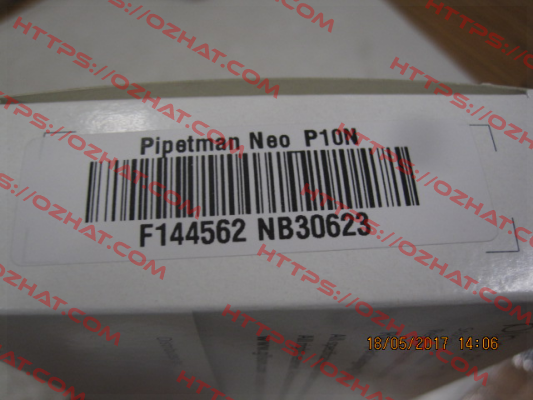 Pipetman Neo P10N
F144562 NB30623
18/05/2017 14:06
HTTPS://OZHAT.COM